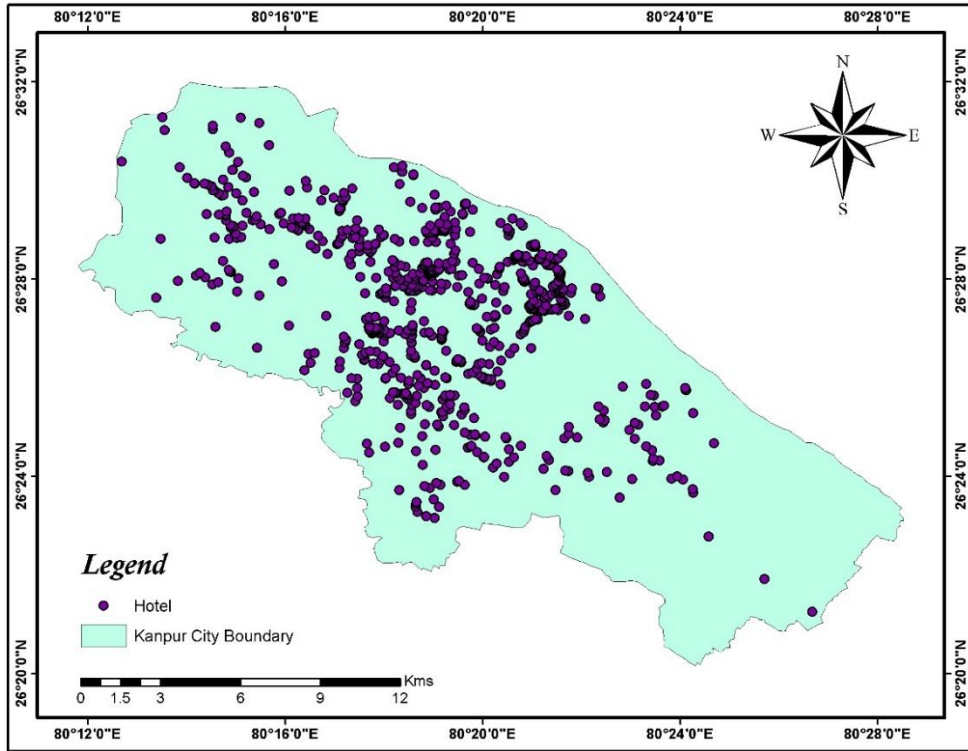 80°12'0"E 80°16'0"E 80°20'0"E 80°24'0"E 80°28'0"E
26°32'0"N 26°32'0"N
N
W E
S
26°28'0"N 26°28'0"N
26°24'0"N 26°24'0"N
Legend
Hotel
Kanpur City Boundary
26°20'0"N 26°20'0"N
Kms
0 1.5 3 6 9 12
80°12'0"E 80°16'0"E 80°20'0"E 80°24'0"E 80°28'0"E